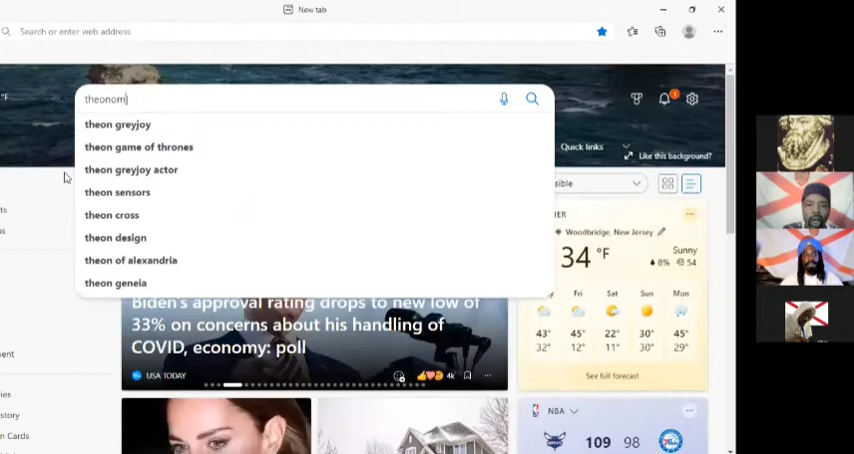 New tab
Search or enter web address
°F
theonom
theon greyjoy
theon game of thrones
theon greyjoy actor
theon sensors
theon cross
theon design
theon of alexandria
theon geneia
3
Quick links
Like this background?
sible
Woodbridge, New Jersey
34 °F
Sunny
8% 54
Fri Sat Sun Mon
43° 45° 22° 30° 45°
32° 12° 11° 30° 29°
See full forecast
Biden's approval rating drops to new low of
33% on concerns about his handling of
COVID, economy: poll
USA TODAY
4k
NBA
109 98
ts
us
ment
ries
story
n Cards